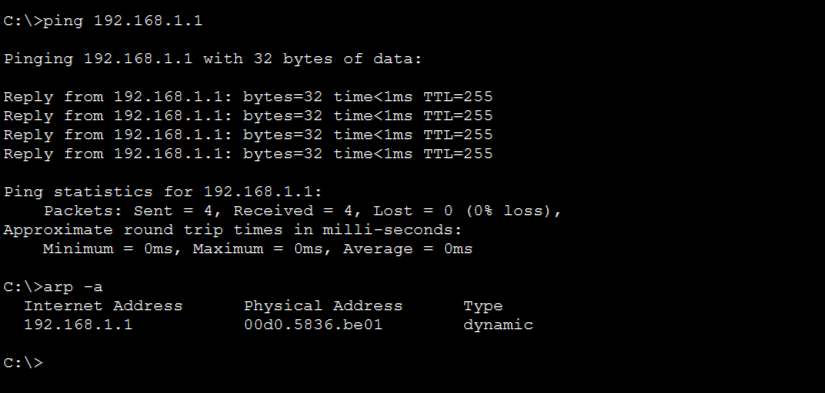 C:\>ping 192.168.1.1
Pinging 192.168.1.1 with 32 bytes of data:
Reply from 192.168.1.1: bytes=32 time<1ms TTL=255
Reply from 192.168.1.1: bytes=32 time<1ms TTL=255
Reply from 192.168.1.1: bytes=32 time<1ms TTL=255
Reply from 192.168.1.1: bytes=32 time<1ms TTL=255
Ping statistics for 192.168.1.1:
    Packets: Sent = 4, Received = 4, Lost = 0 (0% loss),
Approximate round trip times in milli-seconds:
    Minimum = 0ms, Maximum = 0ms, Average = 0ms
C:\>arp -a
  Internet Address      Physical Address      Type
  192.168.1.1           00d0.5836.be01        dynamic
C:\>